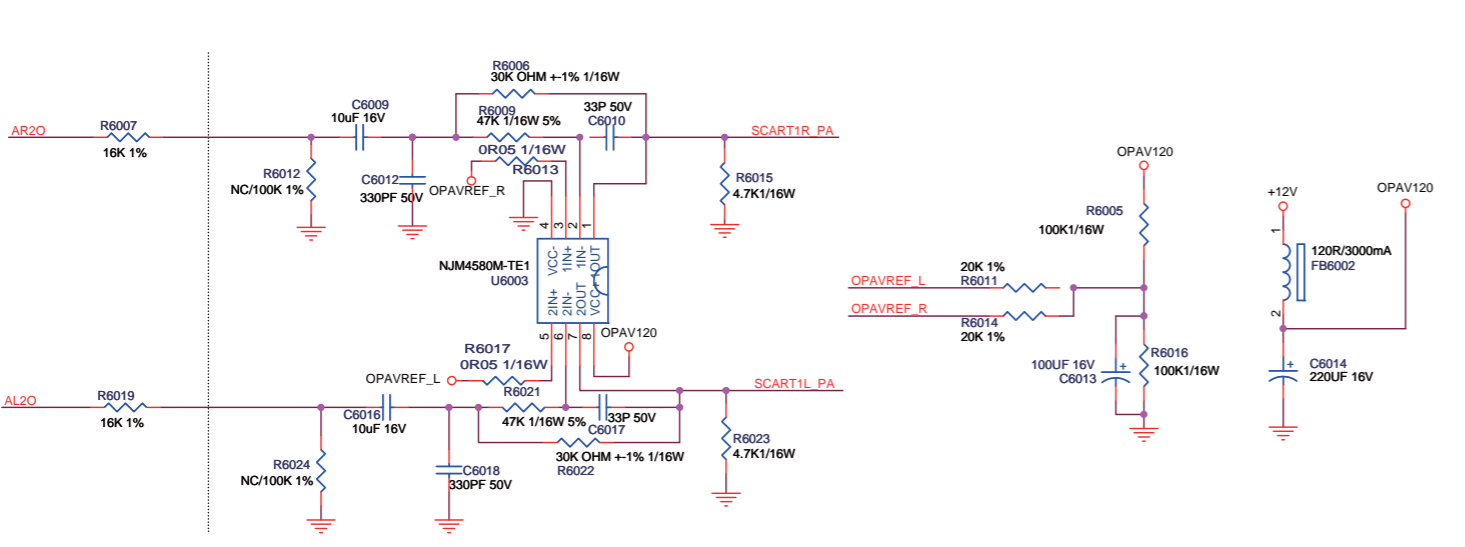 R6006
30K OHM +-1% 1/16W
C6009
10uF 16V
R6009
47K 1/16W 5%
33P 50V
C6010
AR2O
R6007
16K 1%
SCART1R_PA
0R05 1/16W
R6013
OPAVREF_R
R6012
NC/100K 1%
C6012
330PF 50V
R6015
4.7K1/16W
4
3
2
1
VCC-
1IN+
1IN-
1OUT
NJM4580M-TE1
U6003
2IN+
2IN-
2OUT
VCC+
5
6
7
8
OPAV120
R6017
0R05 1/16W
OPAVREF_L
R6021
47K 1/16W 5%
SCART1L_PA
AL2O
R6019
16K 1%
C6016
10uF 16V
33P 50V
C6017
30K OHM +-1% 1/16W
R6022
R6023
4.7K1/16W
R6024
NC/100K 1%
C6018
330PF 50V
OPAV120
R6005
100K1/16W
20K 1%
OPAVREF_L
R6011
OPAVREF_R
R6014
20K 1%
100UF 16V
C6013
+
R6016
100K1/16W
+12V
OPAV120
1
120R/3000mA
FB6002
2
+
C6014
220UF 16V